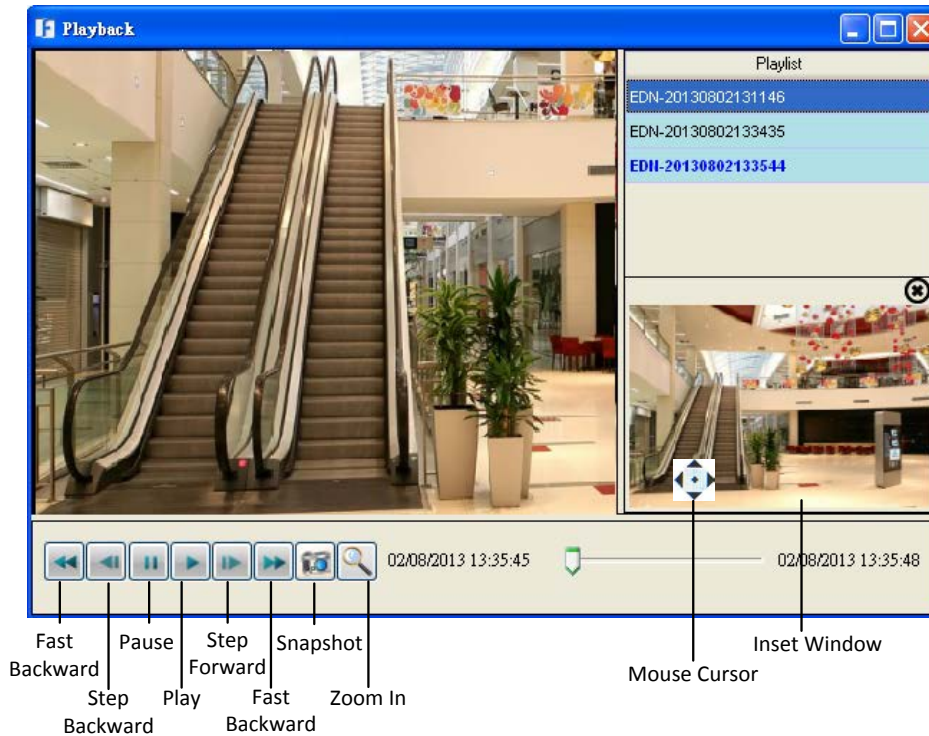 Playback
Playlist
EDN-20130802131146
EDN-20130802133435
EDN-20130802133544
02/08/2013 13:35:45
02/08/2013 13:35:48
Fast
Backward
Step
Backward
Pause
Play
Step
Forward
Fast
Backward
Snapshot
Zoom In
Mouse Cursor
Inset Window